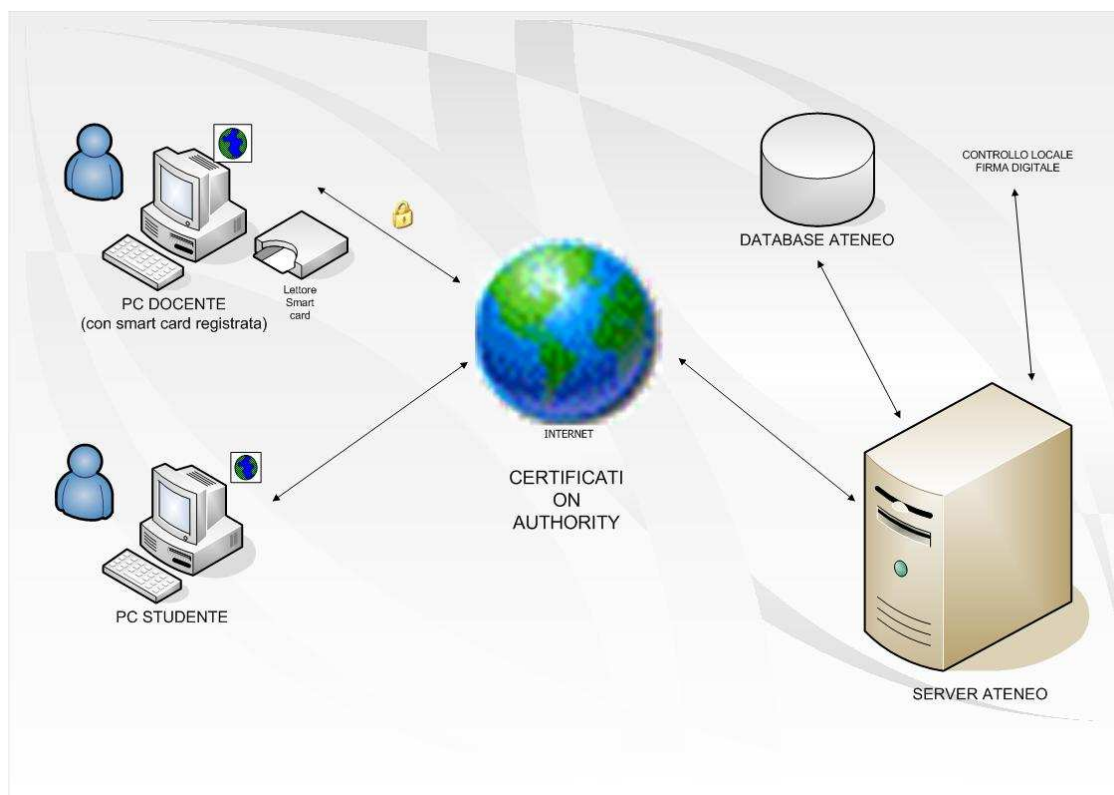 CONTROLLO LOCALE
FIRMA DIGITALE
DATABASE ATENEO
Lettore
Smart
card
PC DOCENTE
(con smart card registrata)
INTERNET
CERTIFICATI
ON
AUTHORITY
PC STUDENTE
SERVER ATENEO